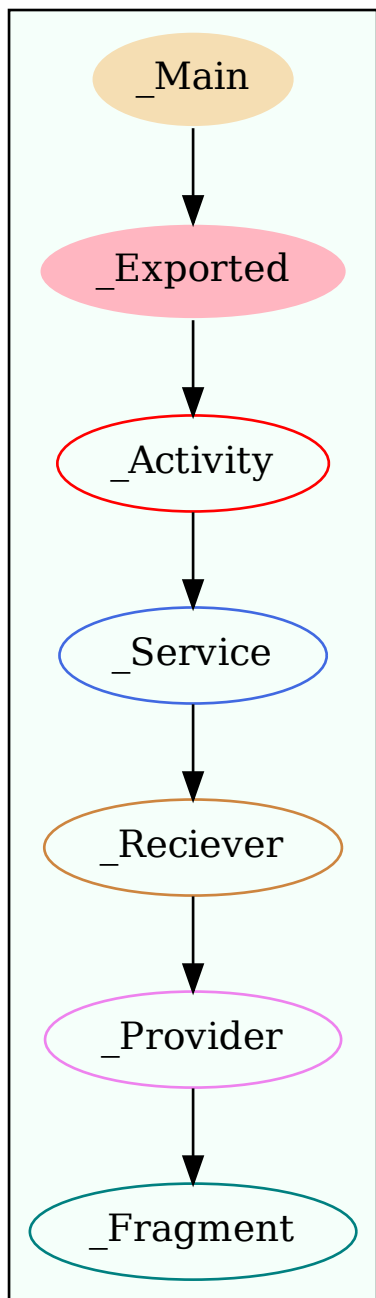 _Main
_Exported
_Activity
_Service
_Reciever
_Provider
_Fragment